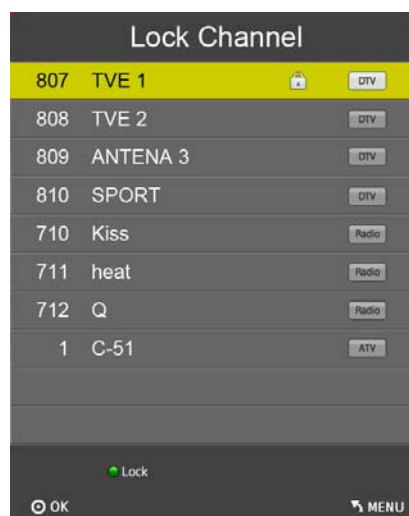 Lock Channel
807 TVE 1 DTV
808 TVE 2 DTV
809 ANTENA 3 DTV
810 SPORT DTV
710 Kiss Radio
711 heat Radio
712 Q Radio
1 C-51 ATV
Lock
OK MENU